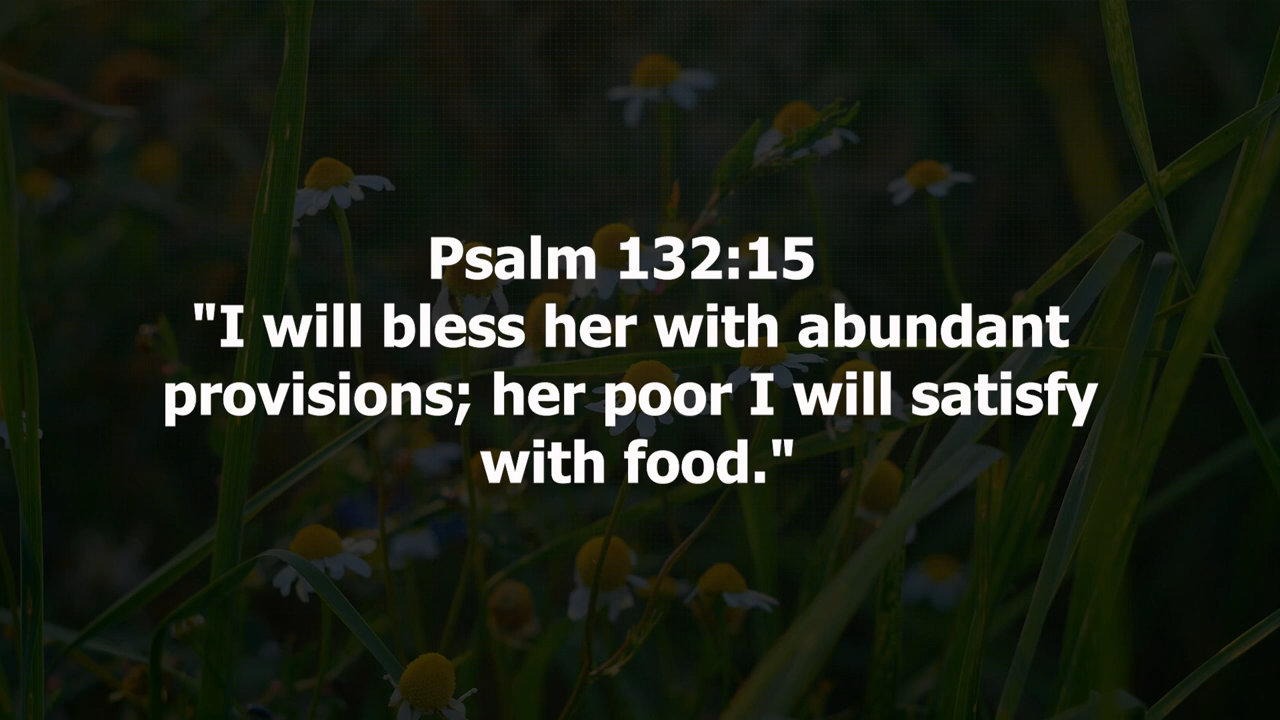 Psalm 132:15
"I will bless her with abundant
provisions; her poor I will satisfy
with food."